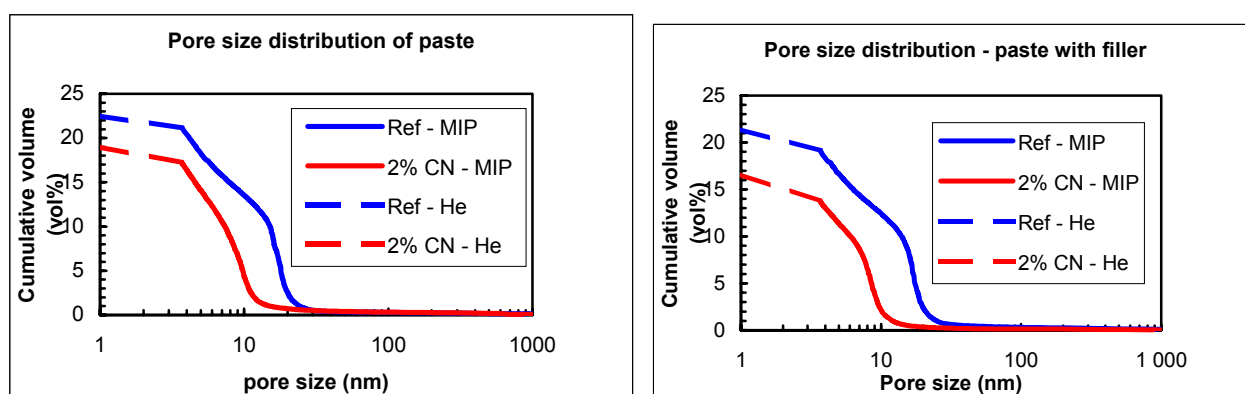 Pore size distribution of paste
Cumulative volume
(vol%)
25
20
15
10
5
0
Ref - MIP
2% CN - MIP
Ref - He
2% CN - He
1
10
100
1000
pore size (nm)
Pore size distribution - paste with filler
Cumulative volume
(vol%)
25
20
15
10
5
0
Ref - MIP
2% CN - MIP
Ref - He
2% CN - He
1
10
100
1 000
Pore size (nm)